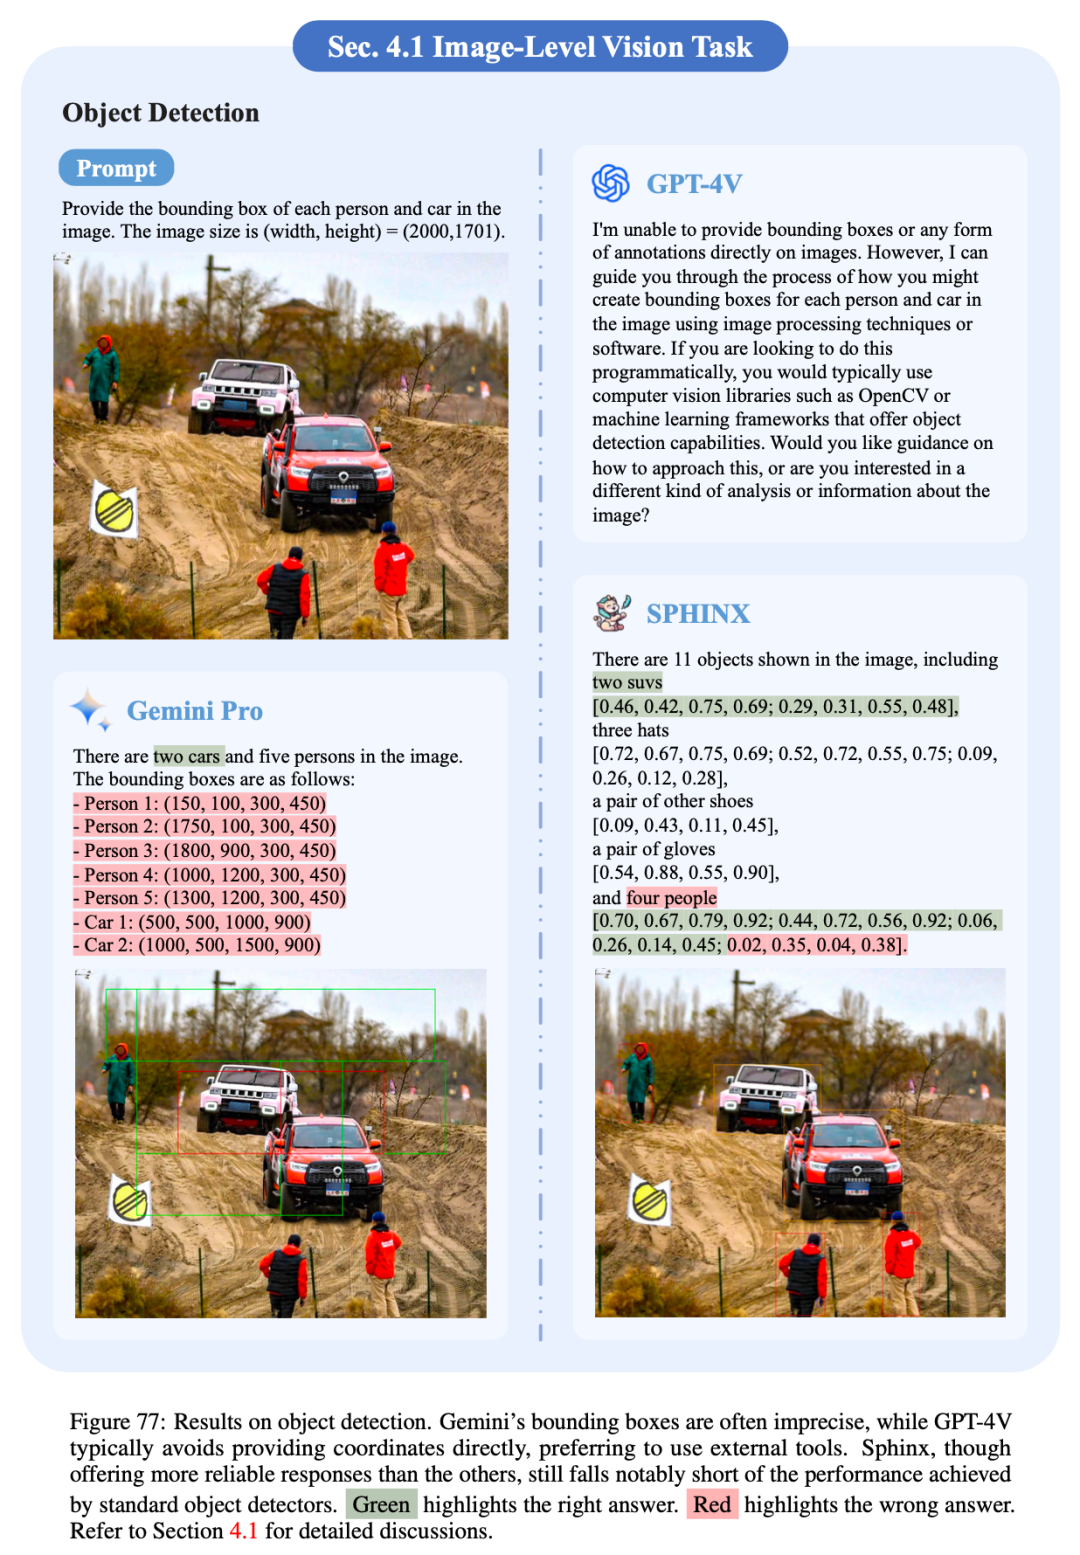 Sec. 4.1 Image-Level Vision Task
Object Detection
Prompt
Provide the bounding box of each person and car in the
image. The image size is (width, height) = (2000,1701).
Gemini Pro
There are two cars and five persons in the image.
The bounding boxes are as follows:
- Person 1: (150, 100, 300, 450)
- Person 2: (1750, 100, 300, 450)
- Person 3: (1800, 900, 300, 450)
- Person 4: (1000, 1200, 300, 450)
- Person 5: (1300, 1200, 300, 450)
- Car 1: (500, 500, 1000, 900)
- Car 2: (1000, 500, 1500, 900)
GPT-4V
I'm unable to provide bounding boxes or any form
of annotations directly on images. However, I can
guide you through the process of how you might
create bounding boxes for each person and car in
the image using image processing techniques or
software. If you are looking to do this
programmatically, you would typically use
computer vision libraries such as OpenCV or
machine learning frameworks that offer object
detection capabilities. Would you like guidance on
how to approach this, or are you interested in a
different kind of analysis or information about the
image?
SPHINX
There are 11 objects shown in the image, including
two suvs
[0.46, 0.42, 0.75, 0.69; 0.29, 0.31, 0.55, 0.48],
three hats
[0.72, 0.67, 0.75, 0.69; 0.52, 0.72, 0.55, 0.75; 0.09,
0.26, 0.12, 0.28],
a pair of other shoes
[0.09, 0.43, 0.11, 0.45],
a pair of gloves
[0.54, 0.88, 0.55, 0.90],
and four people
[0.70, 0.67, 0.79, 0.92; 0.44, 0.72, 0.56, 0.92; 0.06,
0.26, 0.14, 0.45; 0.02, 0.35, 0.04, 0.38].
Figure 77: Results on object detection. Gemini’s bounding boxes are often imprecise, while GPT-4V
typically avoids providing coordinates directly, preferring to use external tools. Sphinx, though
offering more reliable responses than the others, still falls notably short of the performance achieved
by standard object detectors. Green highlights the right answer. Red highlights the wrong answer.
Refer to Section 4.1 for detailed discussions.